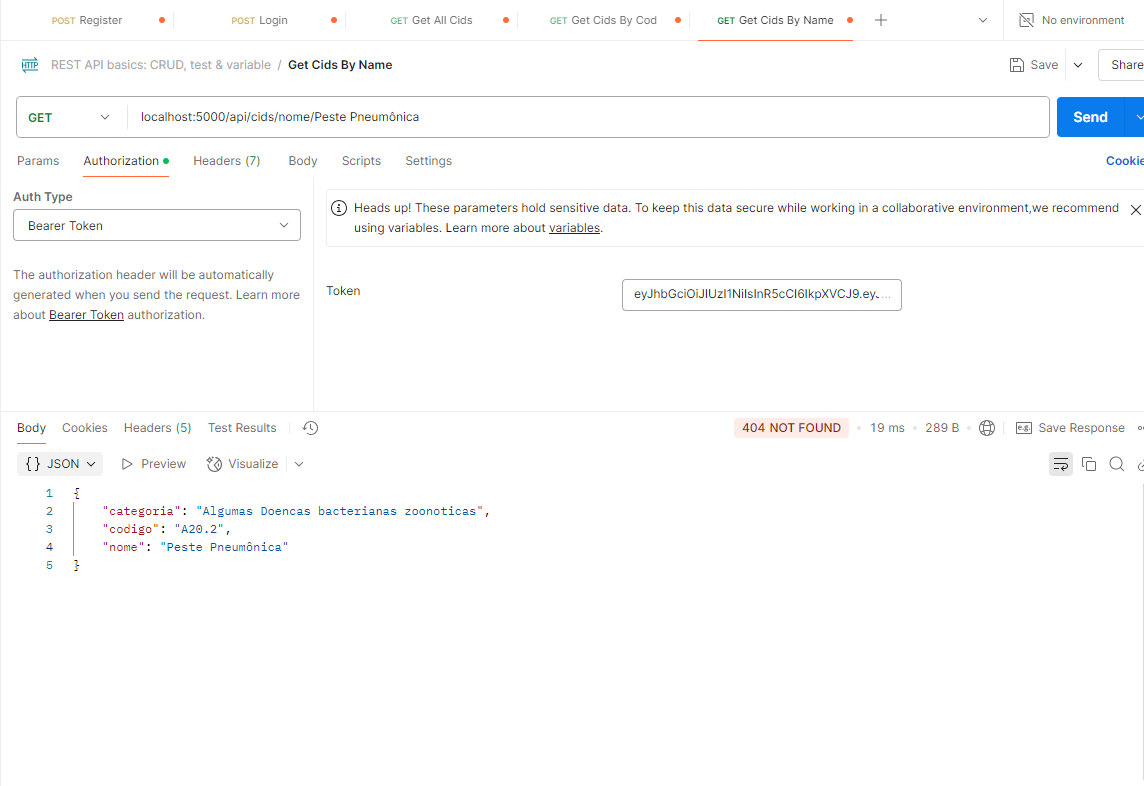 POST Register
POST Login
GET Get All Cids
GET Get Cids By Cod
GET Get Cids By Name
No environment
HTTP REST API basics: CRUD, test & variable / Get Cids By Name
Save
Share
GET
localhost:5000/api/cids/nome/Peste Pneumônica
Send
Params
Authorization
Headers (7)
Body
Scripts
Settings
Cookie
Auth Type
Bearer Token
The authorization header will be automatically
generated when you send the request. Learn more
about Bearer Token authorization.
Heads up! These parameters hold sensitive data. To keep this data secure while working in a collaborative environment,we recommend
using variables. Learn more about variables.
Token
eyJhbGciOiJIUzI1NiIsInR5cCI6IkpXVCJ9.eyJ...
Body
Cookies
Headers (5)
Test Results
404 NOT FOUND
19 ms
289 B
e.g.
Save Response
{} JSON
Preview
Visualize
1 {
2 "categoria": "Algumas Doencas bacterianas zoonoticas",
3 "codigo": "A20.2",
4 "nome": "Peste Pneumônica"
5 }